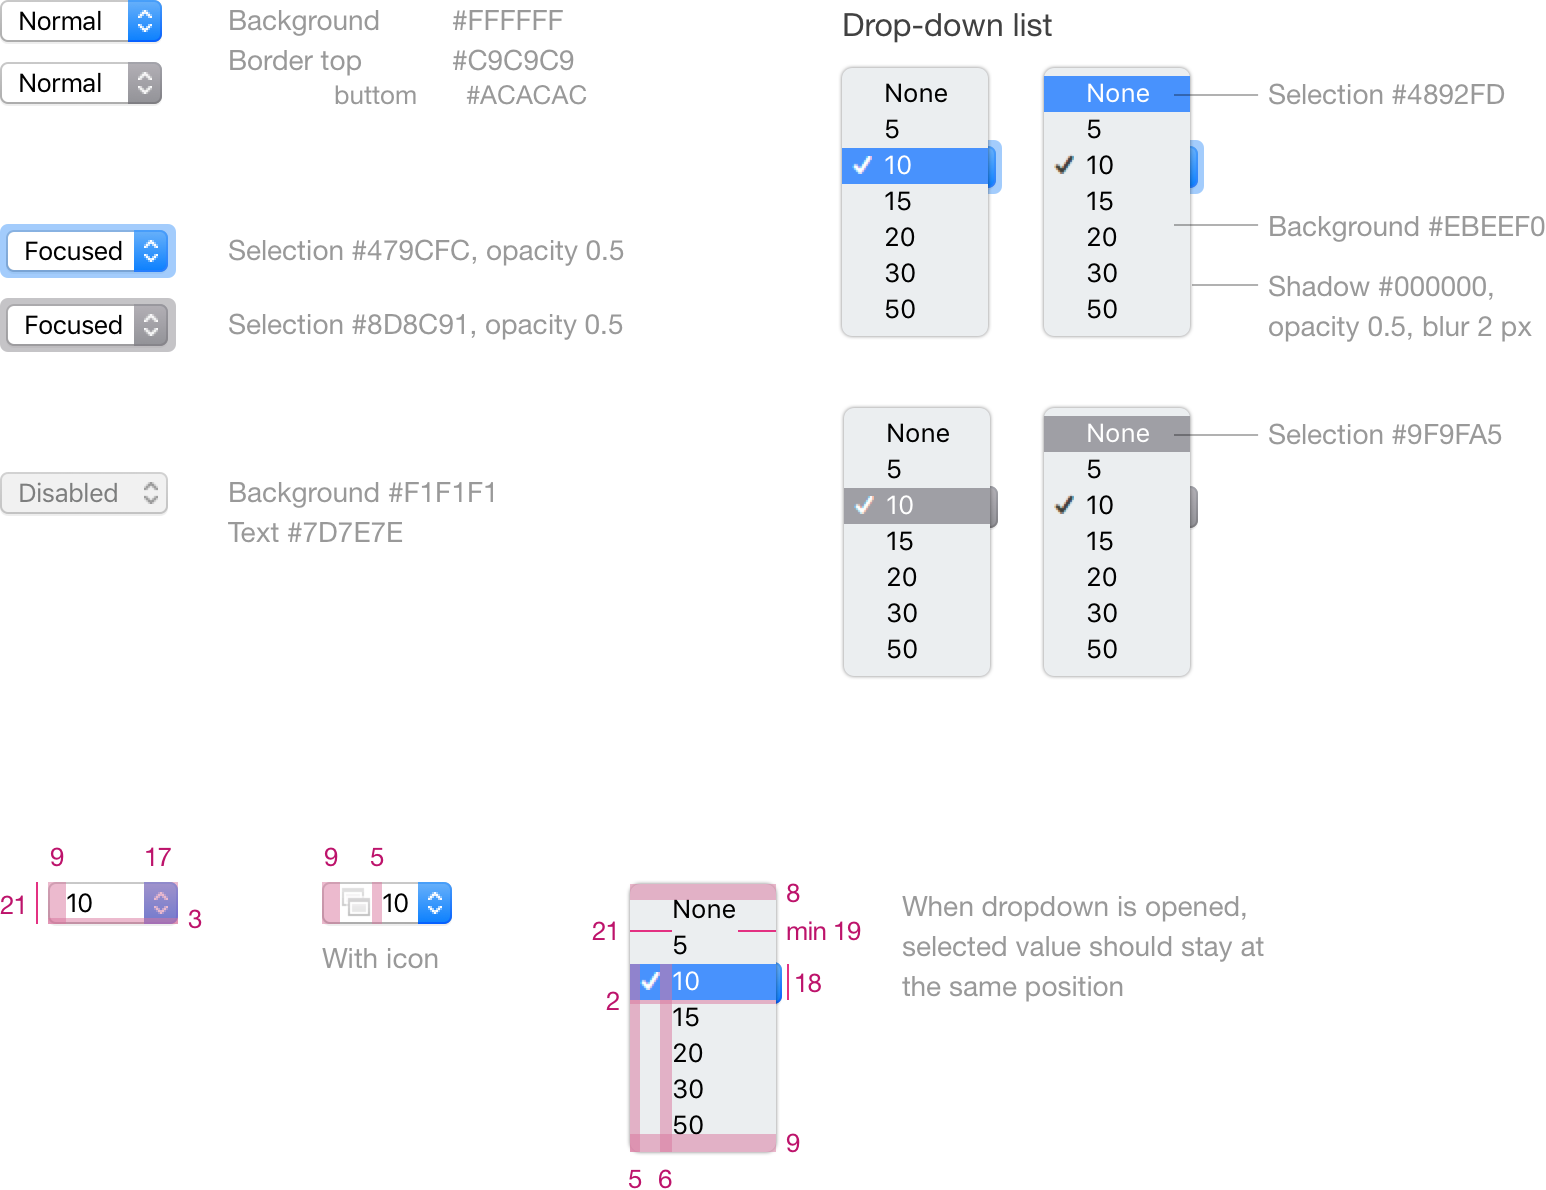 Normal
Background #FFFFFF
Normal
Border top #C9C9C9
buttom #ACACAC
Focused
Selection #479CFC, opacity 0.5
Focused
Selection #8D8C91, opacity 0.5
Disabled
Background #F1F1F1
Text #7D7E7E
Drop-down list
None
5
10
15
20
30
50
None
5
10
15
20
30
50
Selection #4892FD
Background #EBEEF0
Shadow #000000,
opacity 0.5, blur 2 px
None
5
10
15
20
30
50
None
5
10
15
20
30
50
Selection #9F9FA5
9 17
21 10 3
9 5
10
With icon
8
None
21 min 19
5
10 18
2
15
20
30
50
9
5 6
When dropdown is opened,
selected value should stay at
the same position